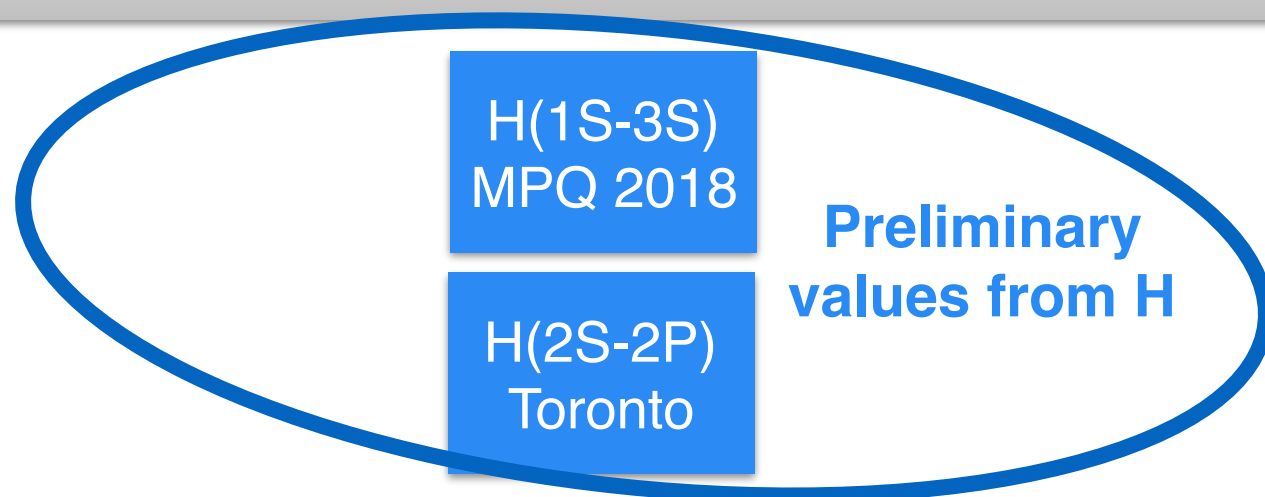 H(1S-3S)
MPQ 2018
Preliminary
values from H
H(2S-2P)
Toronto